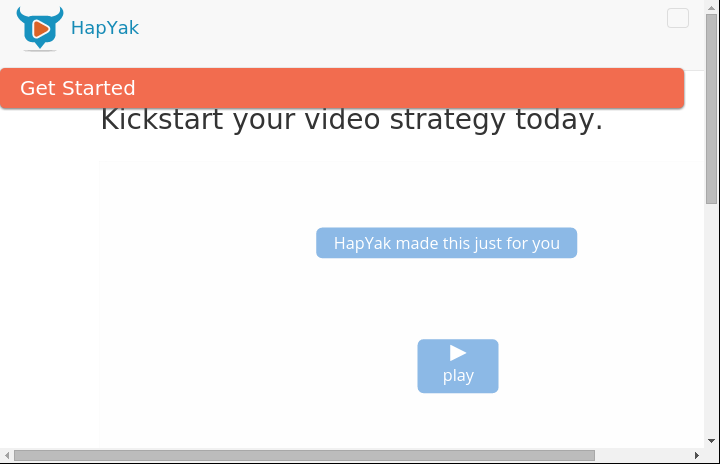 HapYak
Get Started
Kickstart your video strategy today.
HapYak made this just for you
play